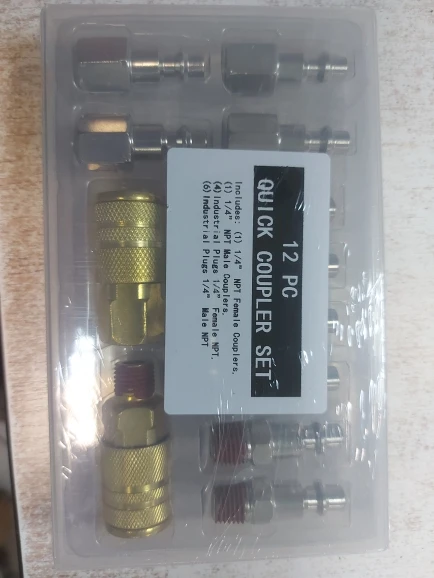 12 PC
QUICK COUPLER SET
Includes: (1) 1/4" NPT Female Couplers,
(1) 1/4" NPT Male Couplers,
(4)Industrial Plugs 1/4" Female NPT.
(6)Industrial Plugs 1/4" Male NPT